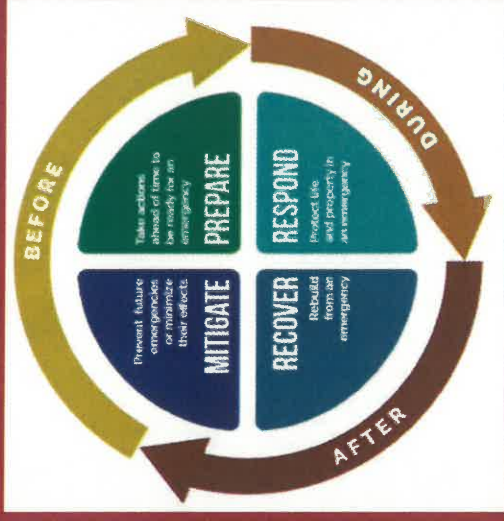 BEFORE
Prevent future
emergencies
or minimize
their effects
MITIGATE
Take actions
ahead of time to
be ready for an
emergency
PREPARE
DURING
RESPOND
Protect life
and property in
an emergency
RECOVER
Rebuild
from an
emergency
AFTER